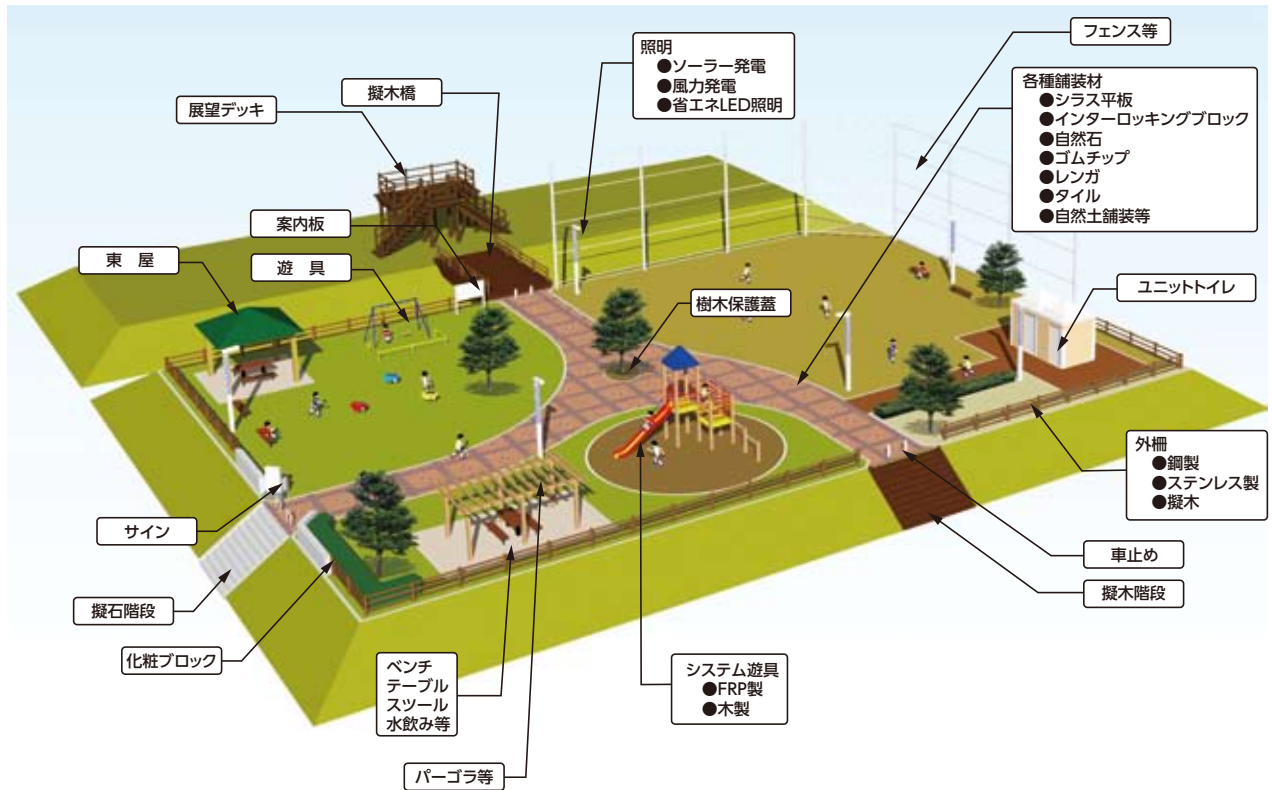 フェンス等
照明
●ソーラー発電
●風力発電
●省エネLED照明
各種舗装材
●シラス平板
●インターロッキングブロック
●自然石
●ゴムチップ
●レンガ
●タイル
●自然土舗装等
擬木橋
展望デッキ
案内板
東　屋
遊　具
樹木保護蓋
ユニットトイレ
外柵
●鋼製
●ステンレス製
●擬木
サイン
車止め
擬石階段
擬木階段
化粧ブロック
ベンチ
テーブル
スツール
水飲み等
システム遊具
●FRP製
●木製
パーゴラ等